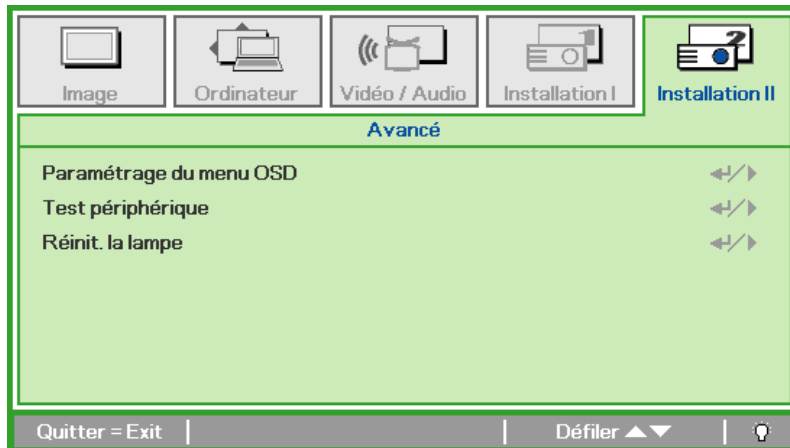 Image
Ordinateur
Vidéo / Audio
Installation I
Installation II
Avancé
Paramétrage du menu OSD
Test périphérique
Réinit. la lampe
Quitter = Exit
Défiler